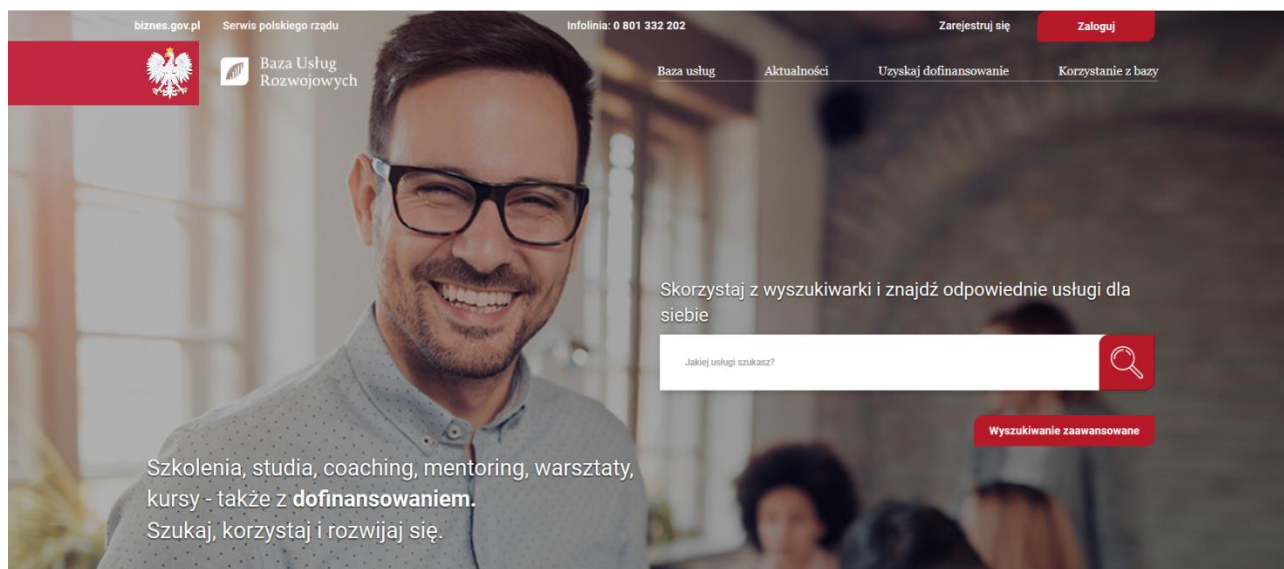 biznes.gov.pl Serwis polskiego rządu Infolinia: 0 801 332 202 Zarejestruj się Zaloguj
Baza Usług
Rozwojowych
Baza usług Aktualności Uzyskaj dofinansowanie Korzystanie z bazy
Skorzystaj z wyszukiwarki i znajdź odpowiednie usługi dla
siebie
Jakiej usługi szukasz?
Wyszukiwanie zaawansowane
Szkolenia, studia, coaching, mentoring, warsztaty,
kursy - także z dofinansowaniem.
Szukaj, korzystaj i rozwijaj się.